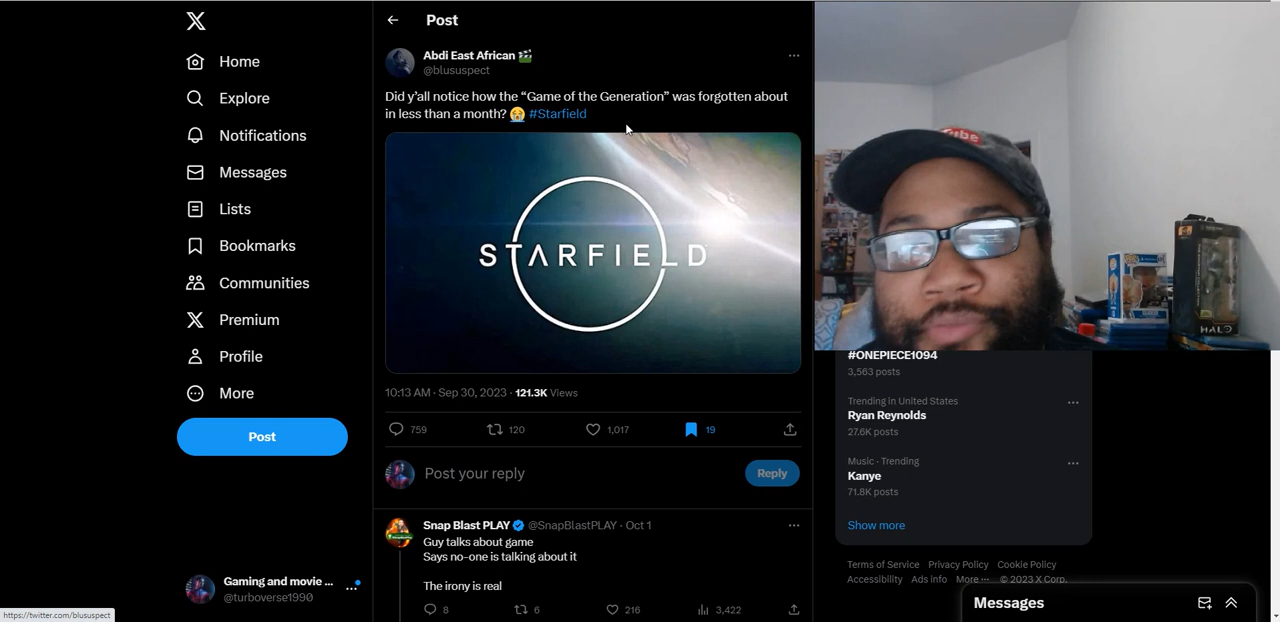 Post
Home
Explore
Notifications
Messages
Lists
Bookmarks
Communities
Premium
Profile
More
Post
Gaming and movie ...
@turboverse1990
https://twitter.com/blususpect
Abdi East African
@blususpect
Did y'all notice how the “Game of the Generation” was forgotten about
in less than a month? 😭 #Starfield
STARFIELD
10:13 AM · Sep 30, 2023 · 121.3K Views
759 120 1,017 19
Post your reply
Reply
Snap Blast PLAY @SnapBlastPLAY · Oct 1
Guy talks about game
Says no-one is talking about it
The irony is real
8 6 216 3,422
HALO
#ONEPIECE1094
3,563 posts
Trending in United States
Ryan Reynolds
27.6K posts
Music · Trending
Kanye
71.8K posts
Show more
Terms of Service Privacy Policy Cookie Policy
Accessibility Ads info More ··· © 2023 X Corp.
Messages